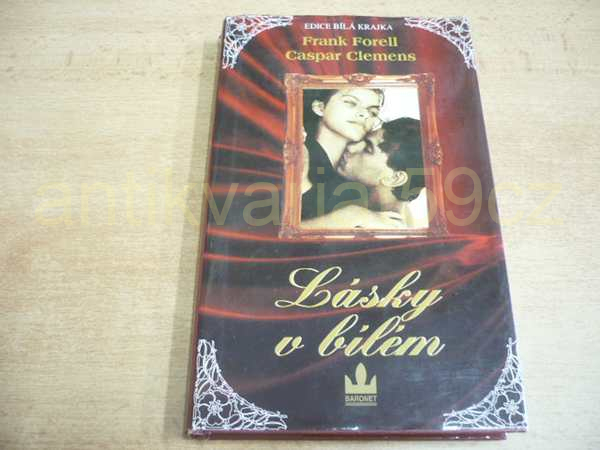 EDICE BÍLÁ KRAJKA
Frank Forell
Caspar Clemens
antikvariat59cz
Lásky
v bílém
BARONET